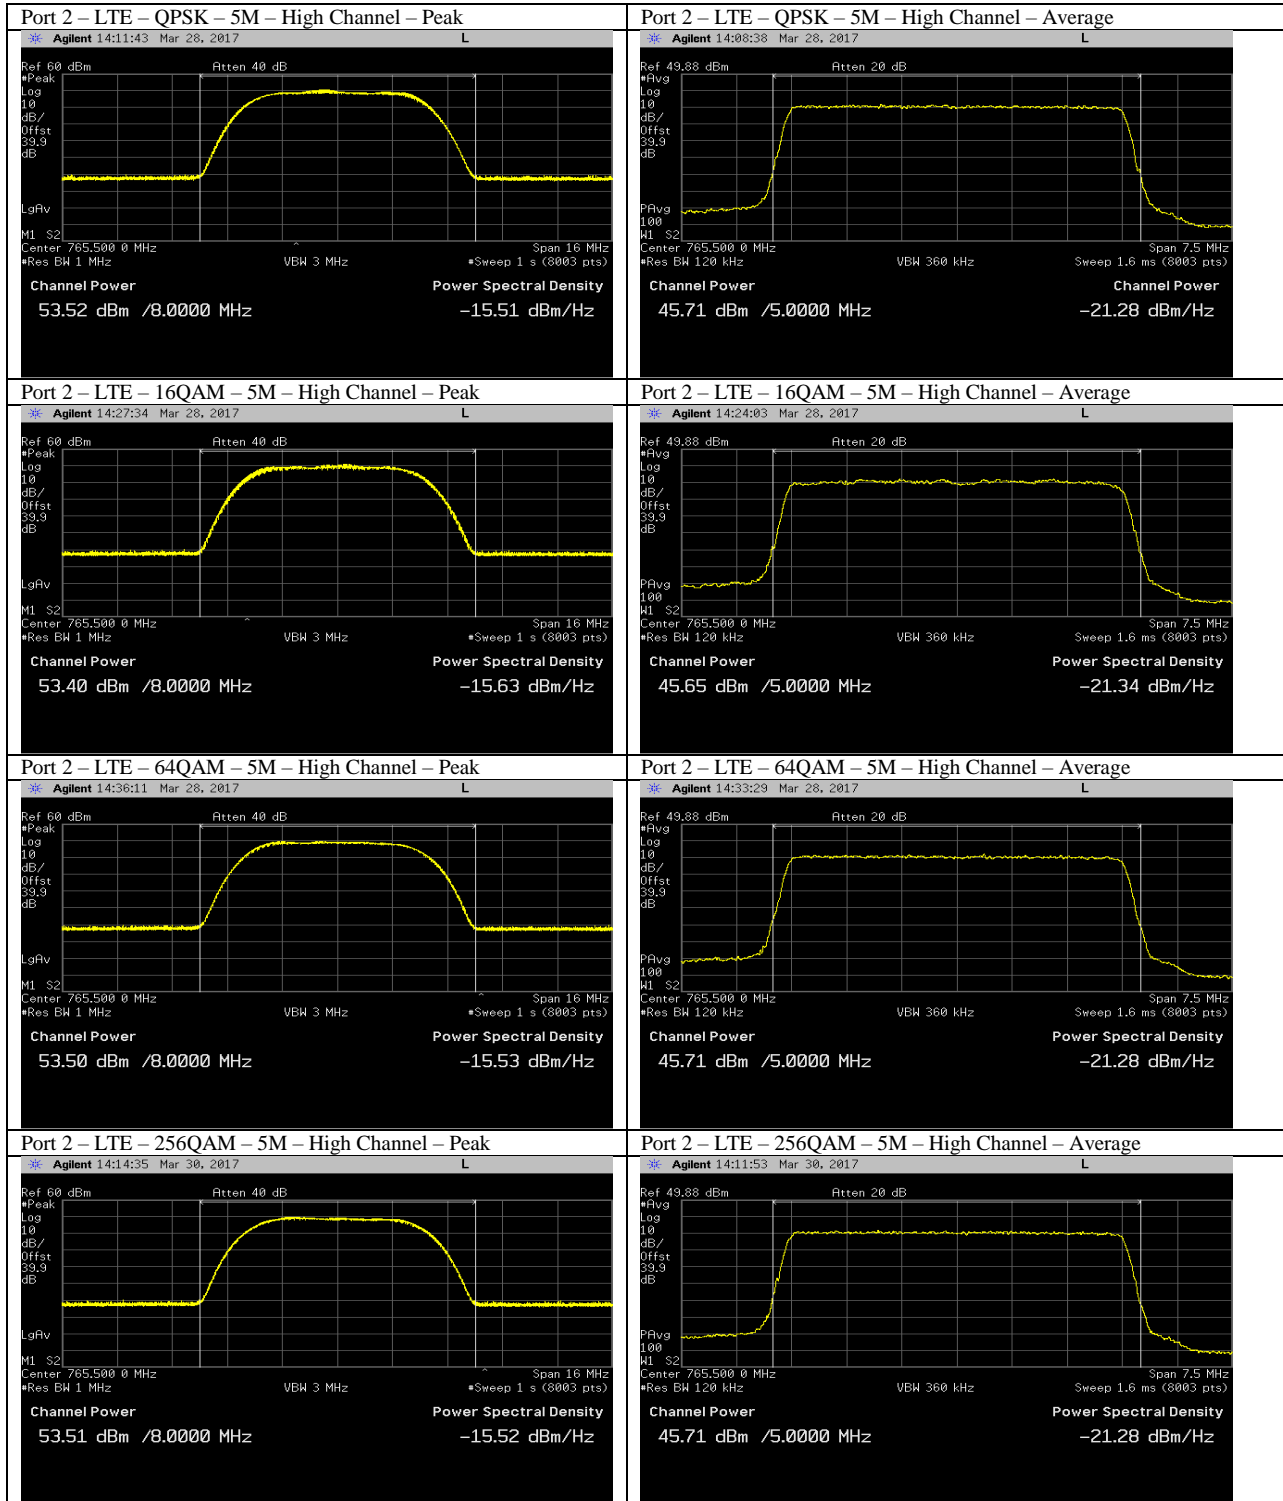 Port 2 – LTE – QPSK – 5M – High Channel – Peak
Agilent 14:11:43 Mar 28, 2017 L
Ref 60 dBm Atten 40 dB
#Peak
Log
10
dB/
Offst
39.9
dB
LgAv
M1 S2
Center 765.500 0 MHz Span 16 MHz
#Res BW 1 MHz VBW 3 MHz #Sweep 1 s (8003 pts)
Channel Power Power Spectral Density
53.52 dBm /8.0000 MHz -15.51 dBm/Hz
Port 2 – LTE – QPSK – 5M – High Channel – Average
Agilent 14:08:38 Mar 28, 2017 L
Ref 49.88 dBm Atten 20 dB
#Avg
Log
10
dB/
Offst
39.9
dB
PAvg
100
W1 S2
Center 765.500 0 MHz Span 7.5 MHz
#Res BW 120 kHz VBW 360 kHz Sweep 1.6 ms (8003 pts)
Channel Power Channel Power
45.71 dBm /5.0000 MHz -21.28 dBm/Hz
Port 2 – LTE – 16QAM – 5M – High Channel – Peak
Agilent 14:27:34 Mar 28, 2017 L
Ref 60 dBm Atten 40 dB
#Peak
Log
10
dB/
Offst
39.9
dB
LgAv
M1 S2
Center 765.500 0 MHz Span 16 MHz
#Res BW 1 MHz VBW 3 MHz #Sweep 1 s (8003 pts)
Channel Power Power Spectral Density
53.40 dBm /8.0000 MHz -15.63 dBm/Hz
Port 2 – LTE – 16QAM – 5M – High Channel – Average
Agilent 14:24:03 Mar 28, 2017 L
Ref 49.88 dBm Atten 20 dB
#Avg
Log
10
dB/
Offst
39.9
dB
PAvg
100
W1 S2
Center 765.500 0 MHz Span 7.5 MHz
#Res BW 120 kHz VBW 360 kHz Sweep 1.6 ms (8003 pts)
Channel Power Power Spectral Density
45.65 dBm /5.0000 MHz -21.34 dBm/Hz
Port 2 – LTE – 64QAM – 5M – High Channel – Peak
Agilent 14:36:11 Mar 28, 2017 L
Ref 60 dBm Atten 40 dB
#Peak
Log
10
dB/
Offst
39.9
dB
LgAv
M1 S2
Center 765.500 0 MHz Span 16 MHz
#Res BW 1 MHz VBW 3 MHz #Sweep 1 s (8003 pts)
Channel Power Power Spectral Density
53.50 dBm /8.0000 MHz -15.53 dBm/Hz
Port 2 – LTE – 64QAM – 5M – High Channel – Average
Agilent 14:33:29 Mar 28, 2017 L
Ref 49.88 dBm Atten 20 dB
#Avg
Log
10
dB/
Offst
39.9
dB
PAvg
100
W1 S2
Center 765.500 0 MHz Span 7.5 MHz
#Res BW 120 kHz VBW 360 kHz Sweep 1.6 ms (8003 pts)
Channel Power Power Spectral Density
45.71 dBm /5.0000 MHz -21.28 dBm/Hz
Port 2 – LTE – 256QAM – 5M – High Channel – Peak
Agilent 14:14:35 Mar 30, 2017 L
Ref 60 dBm Atten 40 dB
#Peak
Log
10
dB/
Offst
39.9
dB
LgAv
M1 S2
Center 765.500 0 MHz Span 16 MHz
#Res BW 1 MHz VBW 3 MHz #Sweep 1 s (8003 pts)
Channel Power Power Spectral Density
53.51 dBm /8.0000 MHz -15.52 dBm/Hz
Port 2 – LTE – 256QAM – 5M – High Channel – Average
Agilent 14:11:53 Mar 30, 2017 L
Ref 49.88 dBm Atten 20 dB
#Avg
Log
10
dB/
Offst
39.9
dB
PAvg
100
W1 S2
Center 765.500 0 MHz Span 7.5 MHz
#Res BW 120 kHz VBW 360 kHz Sweep 1.6 ms (8003 pts)
Channel Power Power Spectral Density
45.71 dBm /5.0000 MHz -21.28 dBm/Hz